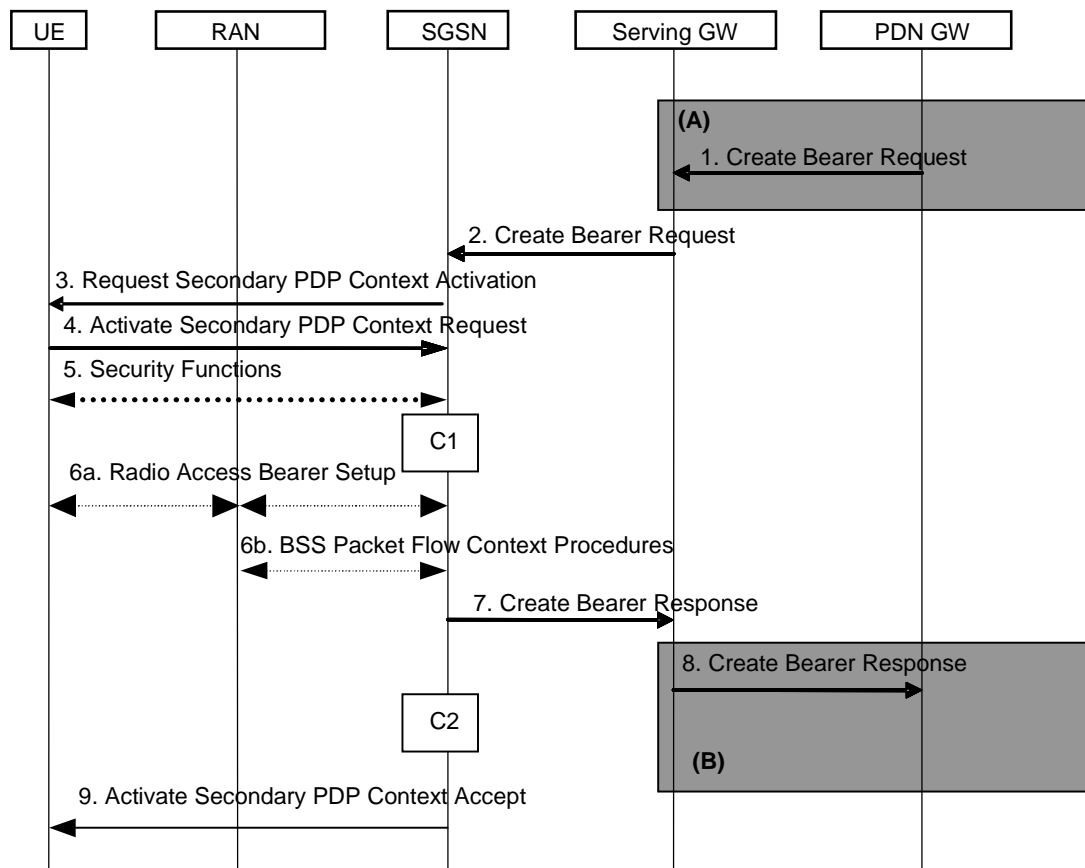 UE
RAN
SGSN
Serving GW
PDN GW
(A)
1. Create Bearer Request
2. Create Bearer Request
3. Request Secondary PDP Context Activation
4. Activate Secondary PDP Context Request
5. Security Functions
C1
6a. Radio Access Bearer Setup
6b. BSS Packet Flow Context Procedures
7. Create Bearer Response
8. Create Bearer Response
C2
(B)
9. Activate Secondary PDP Context Accept